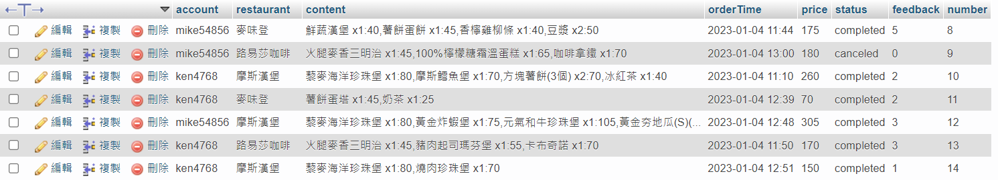 account restaurant content orderTime price status feedback number
編輯 複製 刪除 mike54856 麥味登 鮮蔬漢堡 x1:40,薯餅蛋餅 x1:45,香檸雞柳條 x1:40,豆漿 x2:50 2023-01-04 11:44 175 completed 5 8
編輯 複製 刪除 mike54856 路易莎咖啡 火腿麥香三明治 x1:45,100%檸檬糖霜溫蛋糕 x1:65,咖啡拿鐵 x1:70 2023-01-04 13:00 180 canceled 0 9
編輯 複製 刪除 ken4768 摩斯漢堡 藜麥海洋珍珠堡 x1:80,摩斯鱈魚堡 x1:70,方塊薯餅(3個) x2:70,冰紅茶 x1:40 2023-01-04 11:10 260 completed 2 10
編輯 複製 刪除 ken4768 麥味登 薯餅蛋塔 x1:45,奶茶 x1:25 2023-01-04 12:39 70 completed 2 11
編輯 複製 刪除 mike54856 摩斯漢堡 藜麥海洋珍珠堡 x1:80,黃金炸蝦堡 x1:75,元氣和牛珍珠堡 x1:105,黃金夯地瓜(S)(... 2023-01-04 12:48 305 completed 3 12
編輯 複製 刪除 ken4768 路易莎咖啡 火腿麥香三明治 x1:45,豬肉起司瑪芬堡 x1:55,卡布奇諾 x1:70 2023-01-04 11:50 170 completed 3 13
編輯 複製 刪除 ken4768 摩斯漢堡 藜麥海洋珍珠堡 x1:80,燒肉珍珠堡 x1:70 2023-01-04 12:51 150 completed 1 14